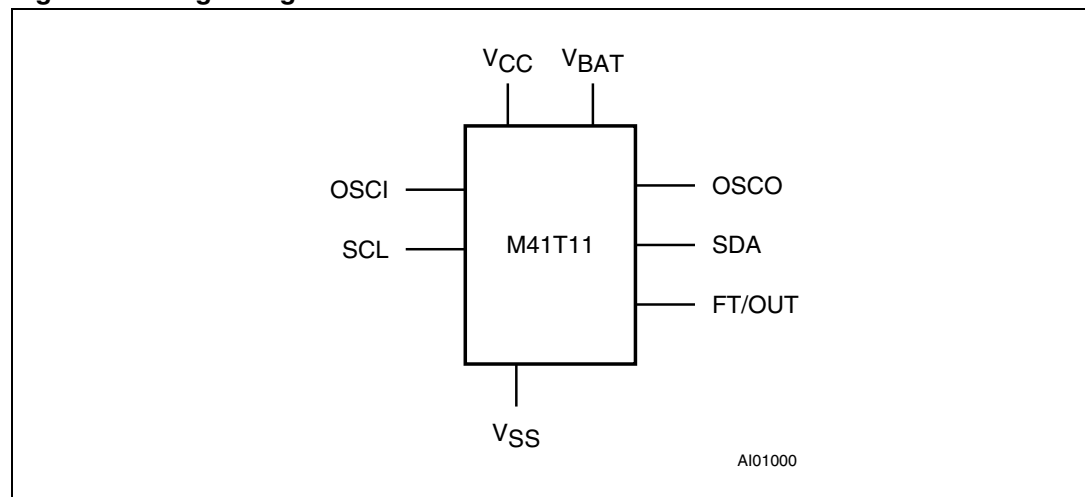 VCC VBAT
OSCI OSCO
M41T11
SCL SDA
FT/OUT
VSS
AI01000